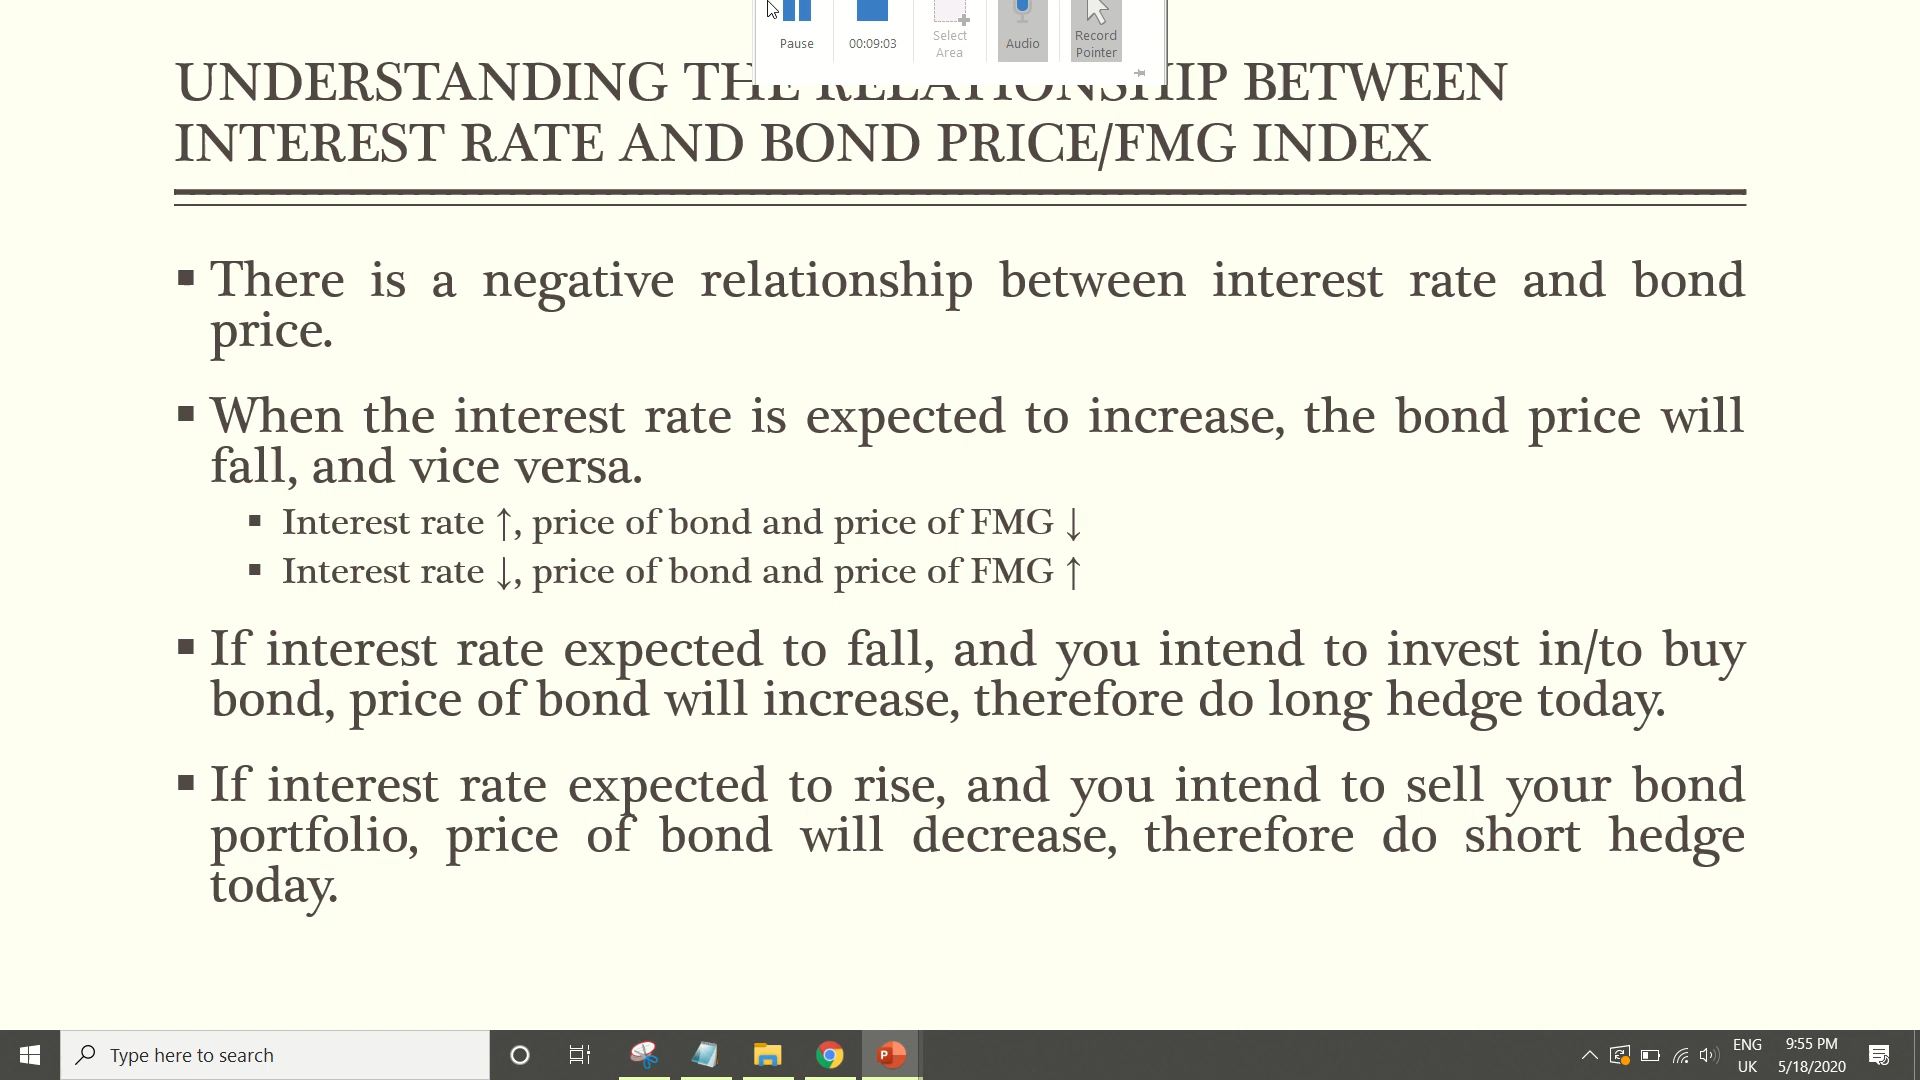 Pause
00:09:03
Select
Area
Audio
Record
Pointer
UNDERSTANDING THE RELATIONSHIP BETWEEN
INTEREST RATE AND BOND PRICE/FMG INDEX
▪ There is a negative relationship between interest rate and bond
price.
▪ When the interest rate is expected to increase, the bond price will
fall, and vice versa.
▪ Interest rate ↑, price of bond and price of FMG ↓
▪ Interest rate ↓, price of bond and price of FMG ↑
▪ If interest rate expected to fall, and you intend to invest in/to buy
bond, price of bond will increase, therefore do long hedge today.
▪ If interest rate expected to rise, and you intend to sell your bond
portfolio, price of bond will decrease, therefore do short hedge
today.
Type here to search
P
ENG
UK
9:55 PM
5/18/2020